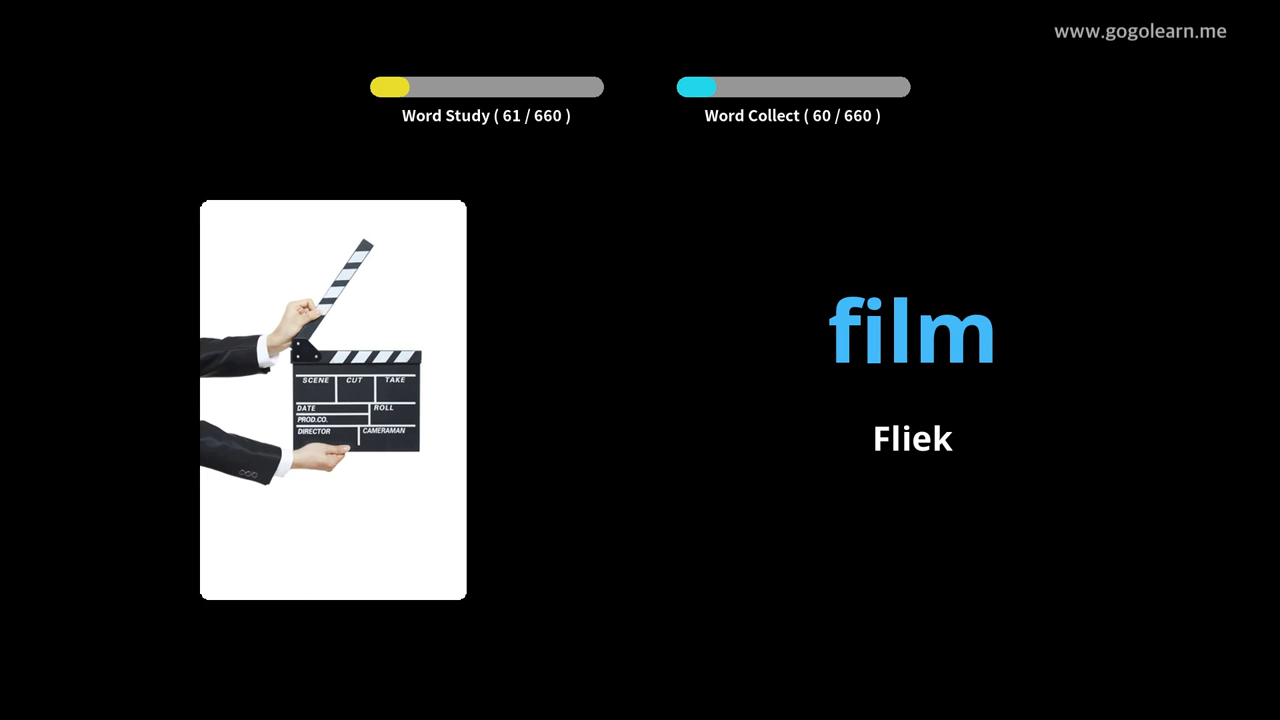 www.gogolearn.me
Word Study ( 61 / 660 )
Word Collect ( 60 / 660 )
SCENE CUT TAKE
DATE ROLL
PROD.CO.
DIRECTOR CAMERAMAN
film
Fliek